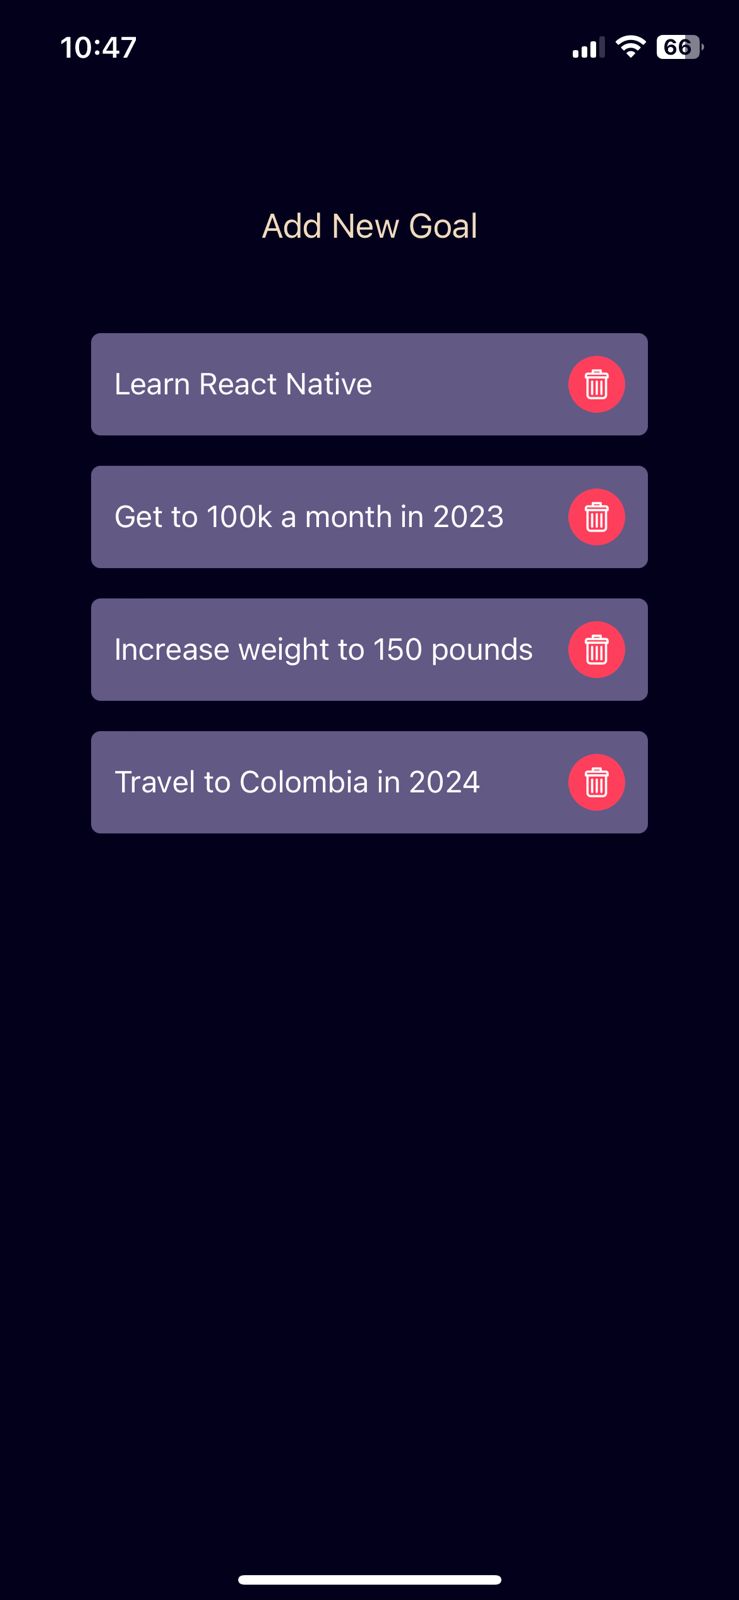 10:47
66
Add New Goal
Learn React Native
Get to 100k a month in 2023
Increase weight to 150 pounds
Travel to Colombia in 2024